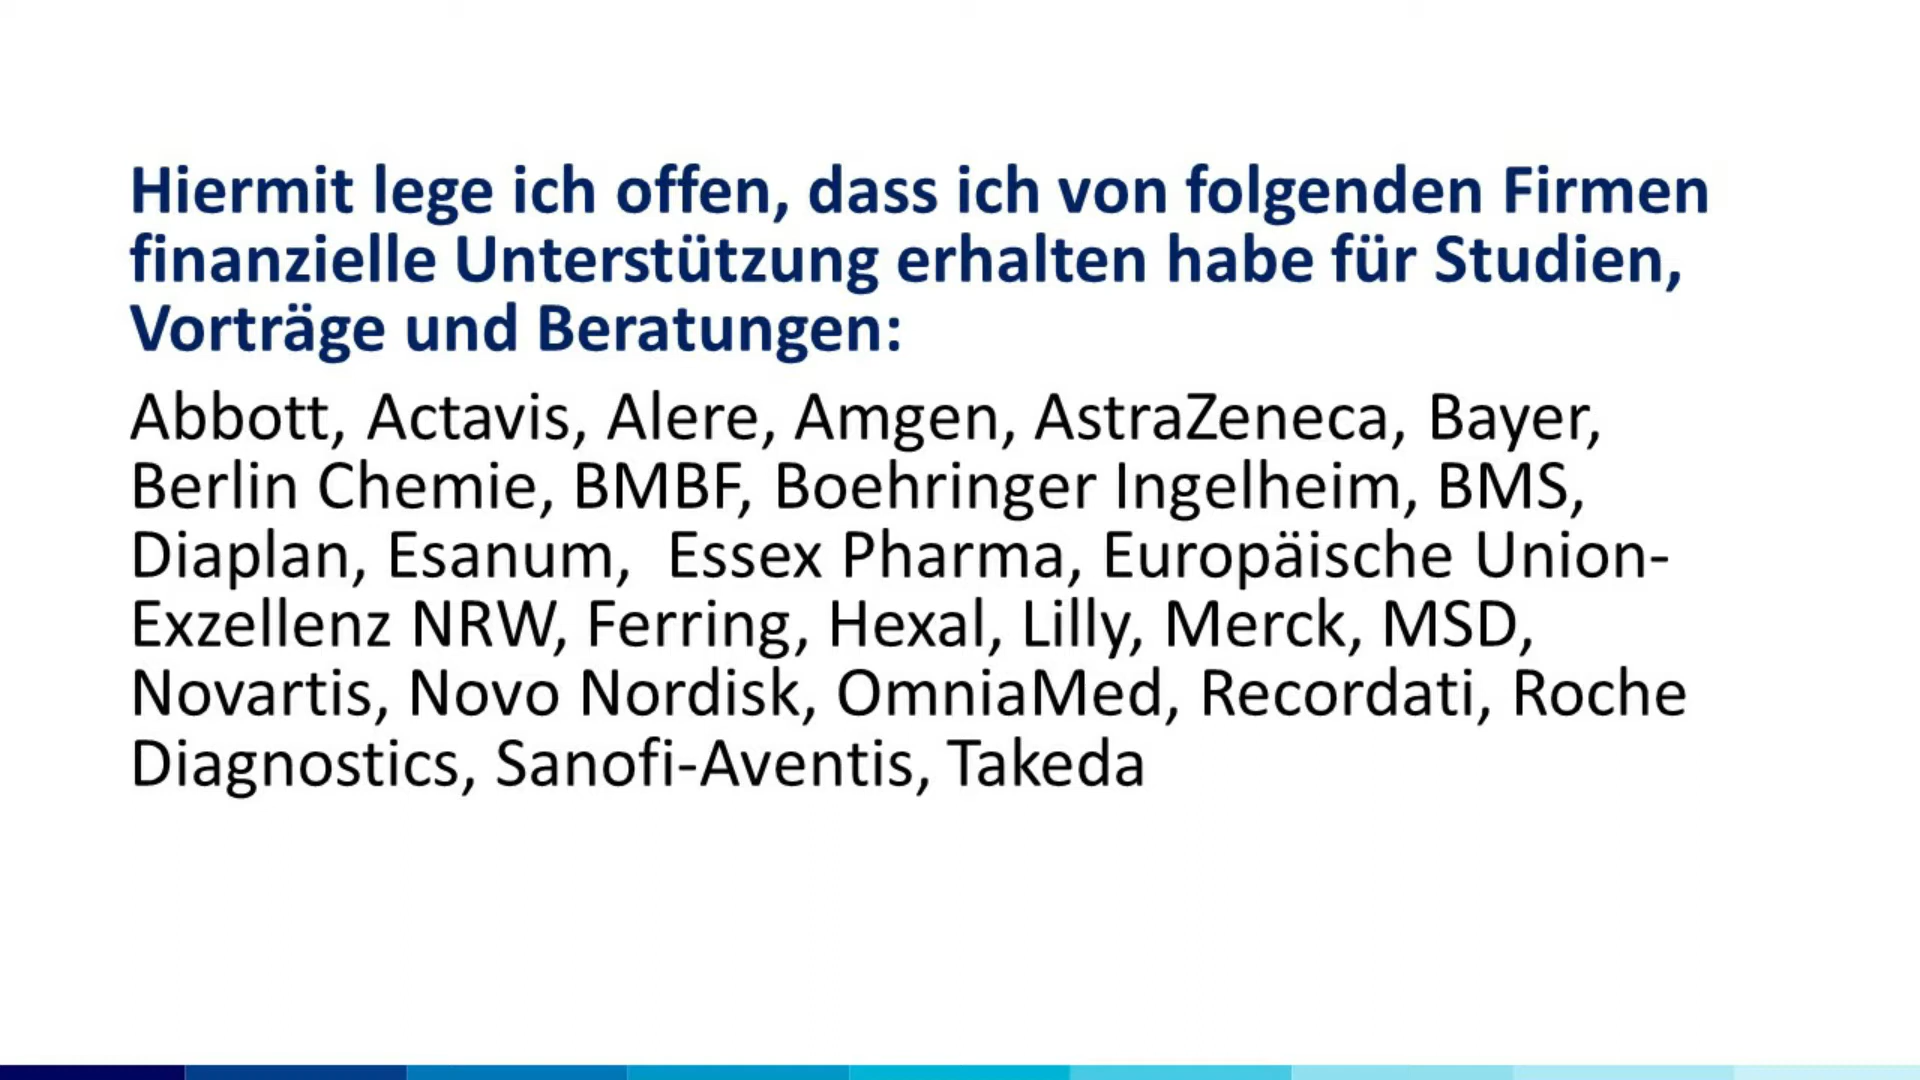 Hiermit lege ich offen, dass ich von folgenden Firmen
finanzielle Unterstützung erhalten habe für Studien,
Vorträge und Beratungen:
Abbott, Actavis, Alere, Amgen, AstraZeneca, Bayer,
Berlin Chemie, BMBF, Boehringer Ingelheim, BMS,
Diaplan, Esanum,  Essex Pharma, Europäische Union-
Exzellenz NRW, Ferring, Hexal, Lilly, Merck, MSD,
Novartis, Novo Nordisk, OmniaMed, Recordati, Roche
Diagnostics, Sanofi-Aventis, Takeda